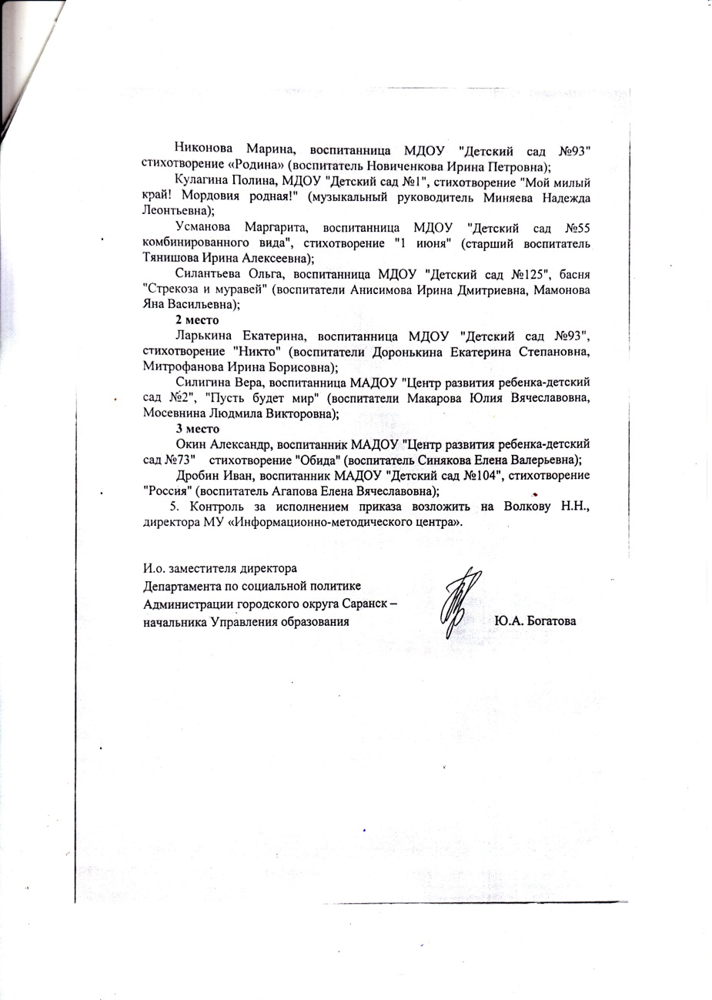 Никонова Марина, воспитанница МДОУ "Детский сад №93"
стихотворение «Родина» (воспитатель Новиченкова Ирина Петровна);
Кулагина Полина, МДОУ "Детский сад №1", стихотворение "Мой милый
край! Мордовия родная!" (музыкальный руководитель Миняева Надежда
Леонтьевна);
Усманова Маргарита, воспитанница МДОУ "Детский сад №55
комбинированного вида", стихотворение "1 июня" (старший воспитатель
Тянишова Ирина Алексеевна);
Силантьева Ольга, воспитанница МДОУ "Детский сад №125", басня
"Стрекоза и муравей" (воспитатели Анисимова Ирина Дмитриевна, Мамонова
Яна Васильевна);
2 место
Ларькина Екатерина, воспитанница МДОУ "Детский сад №93",
стихотворение "Никто" (воспитатели Доронькина Екатерина Степановна,
Митрофанова Ирина Борисовна);
Силигина Вера, воспитанница МАДОУ "Центр развития ребенка-детский
сад №2", "Пусть будет мир" (воспитатели Макарова Юлия Вячеславовна,
Мосевнина Людмила Викторовна);
3 место
Окин Александр, воспитанник МАДОУ "Центр развития ребенка-детский
сад №73" стихотворение "Обида" (воспитатель Синякова Елена Валерьевна);
Дробин Иван, воспитанник МАДОУ "Детский сад №104", стихотворение
"Россия" (воспитатель Агапова Елена Вячеславовна);
5. Контроль за исполнением приказа возложить на Волкову Н.Н.,
директора МУ «Информационно-методического центра».
И.о. заместителя директора
Департамента по социальной политике
Администрации городского округа Саранск –
начальника Управления образования Ю.А. Богатова